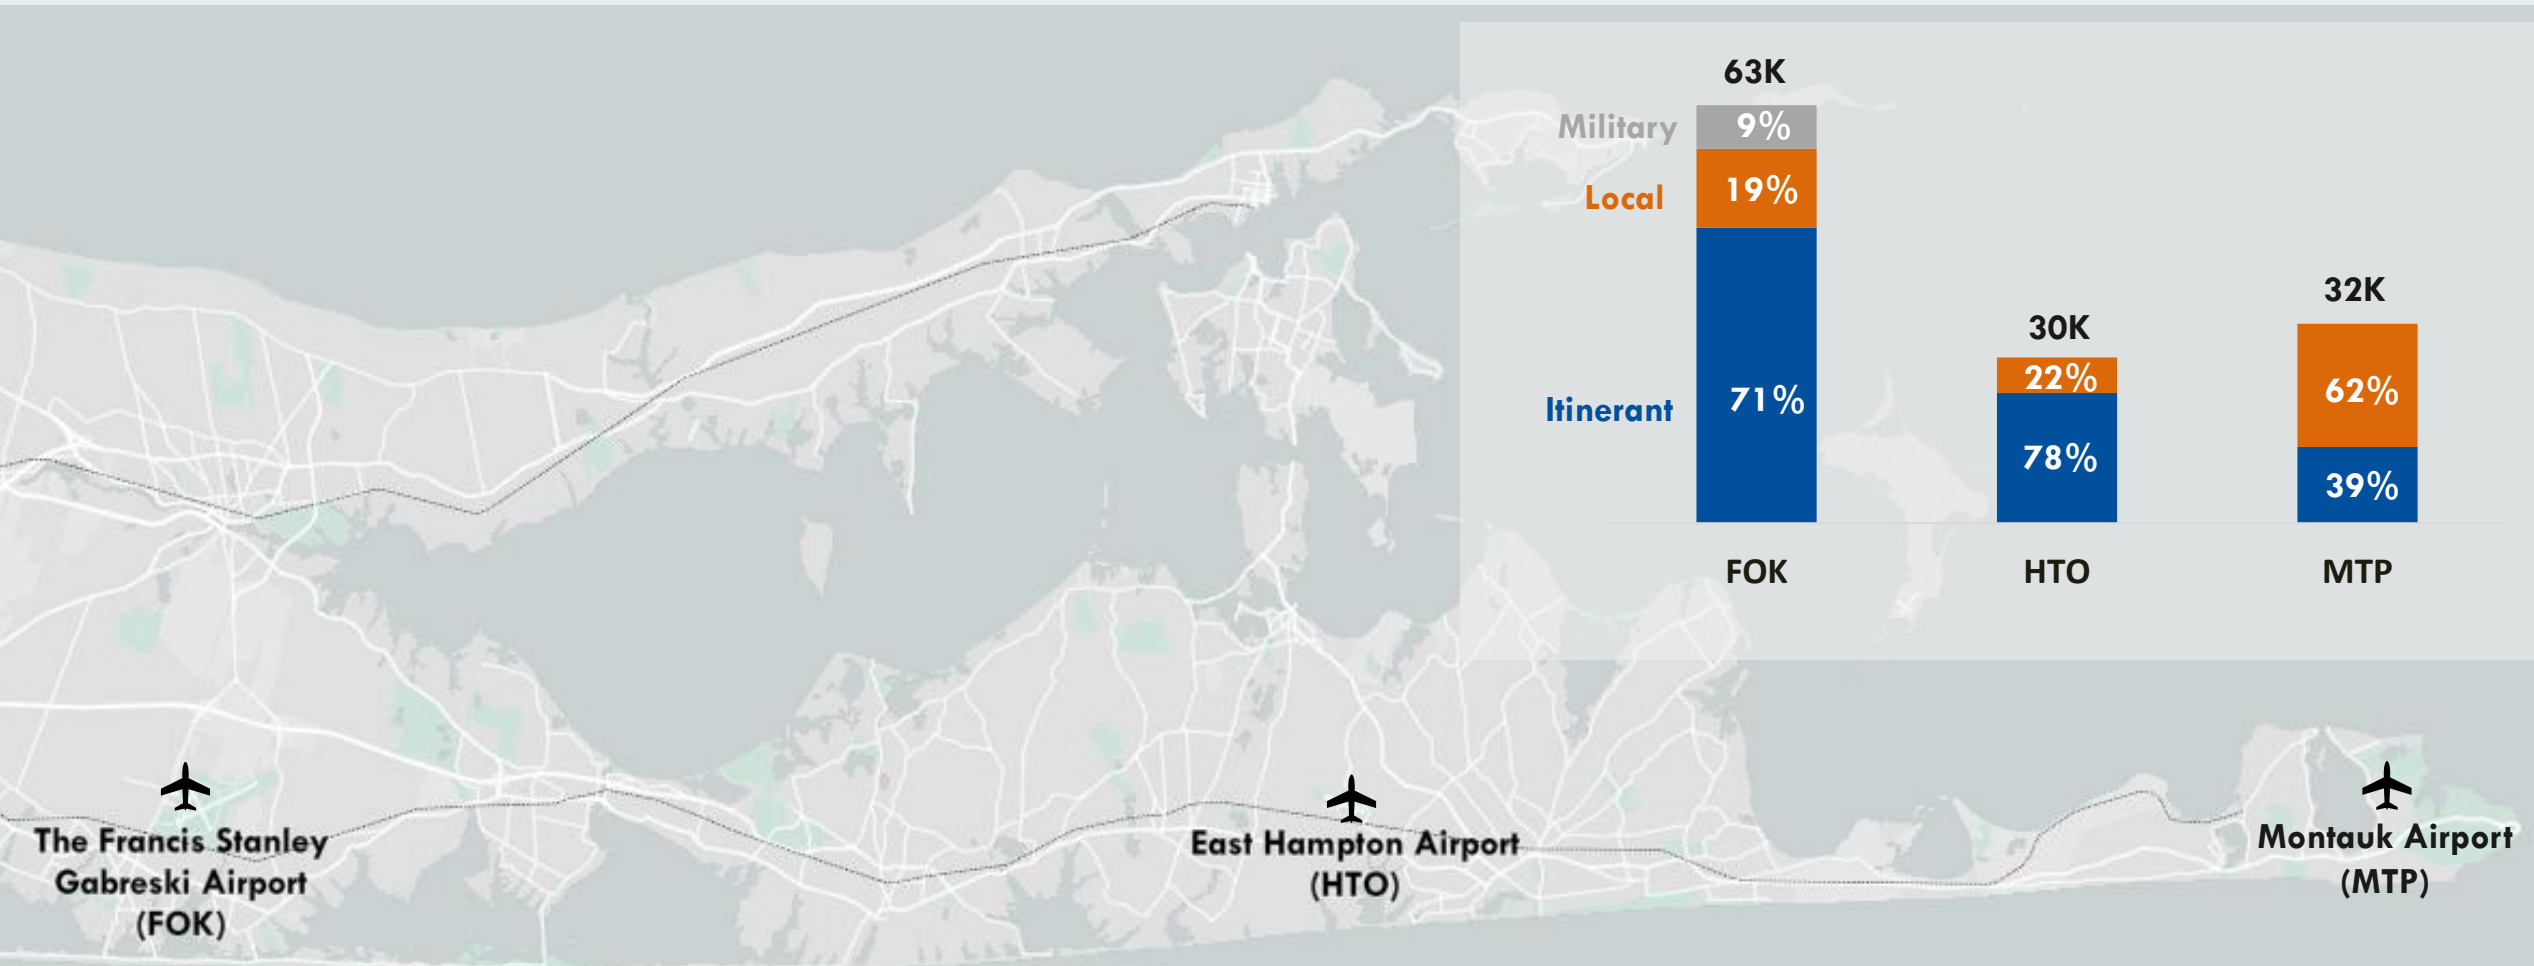 63K
Military
9%
Local
19%
Itinerant
71%
30K
22%
78%
32K
62%
39%
FOK
HTO
MTP
The Francis Stanley
Gabreski Airport
(FOK)
East Hampton Airport
(HTO)
Montauk Airport
(MTP)